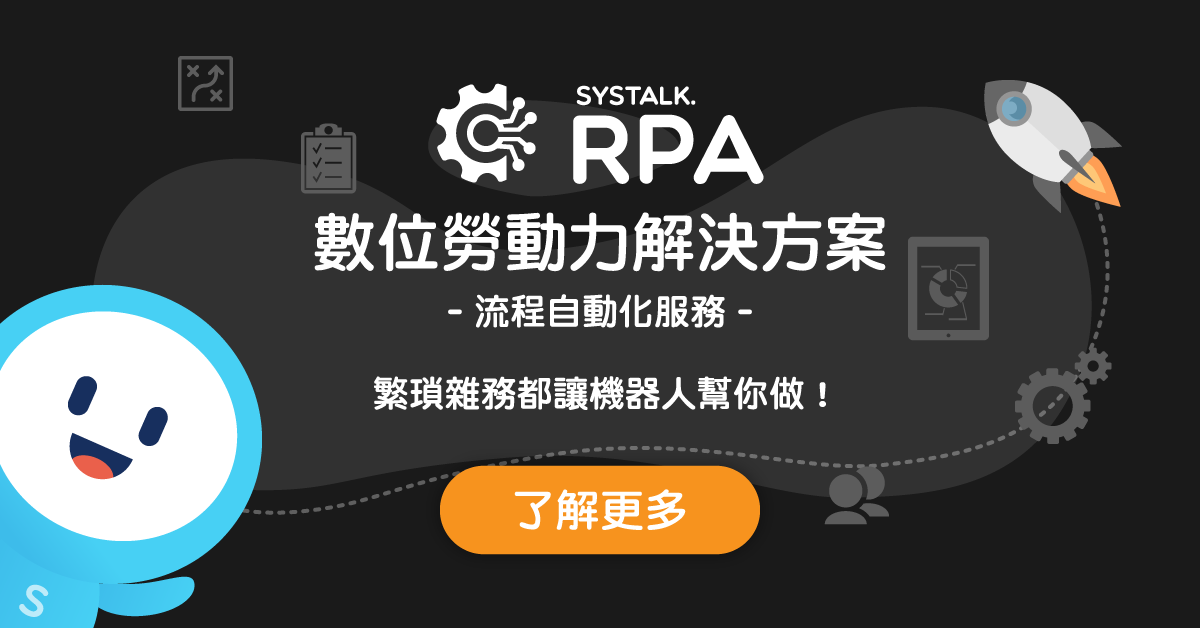 SYSTALK.
RPA
數位勞動力解決方案
- 流程自動化服務 -
繁瑣雜務都讓機器人幫你做！
了解更多
S